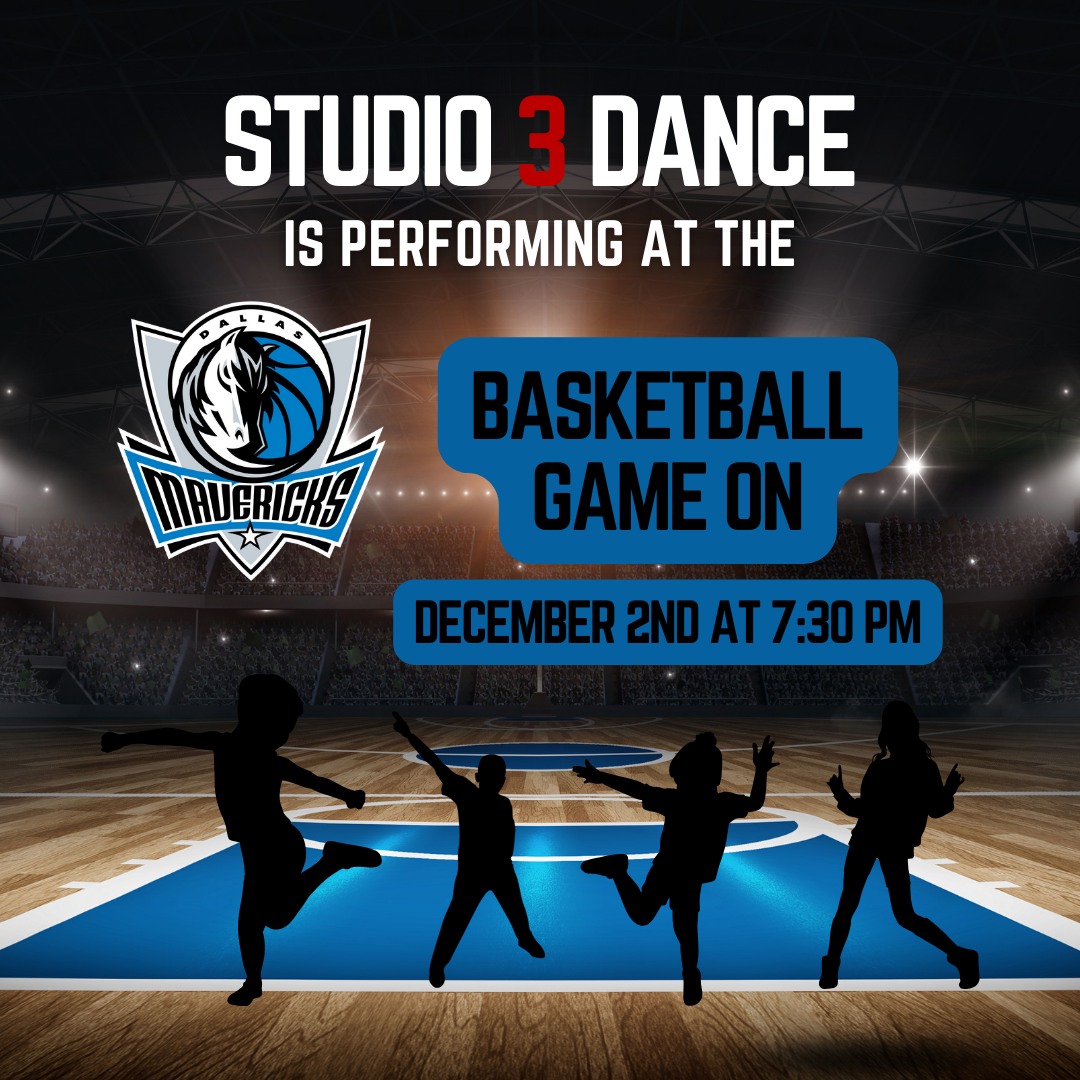 STUDIO 3 DANCE
IS PERFORMING AT THE
DALLAS
MAVERICKS
BASKETBALL
GAME ON
DECEMBER 2ND AT 7:30 PM